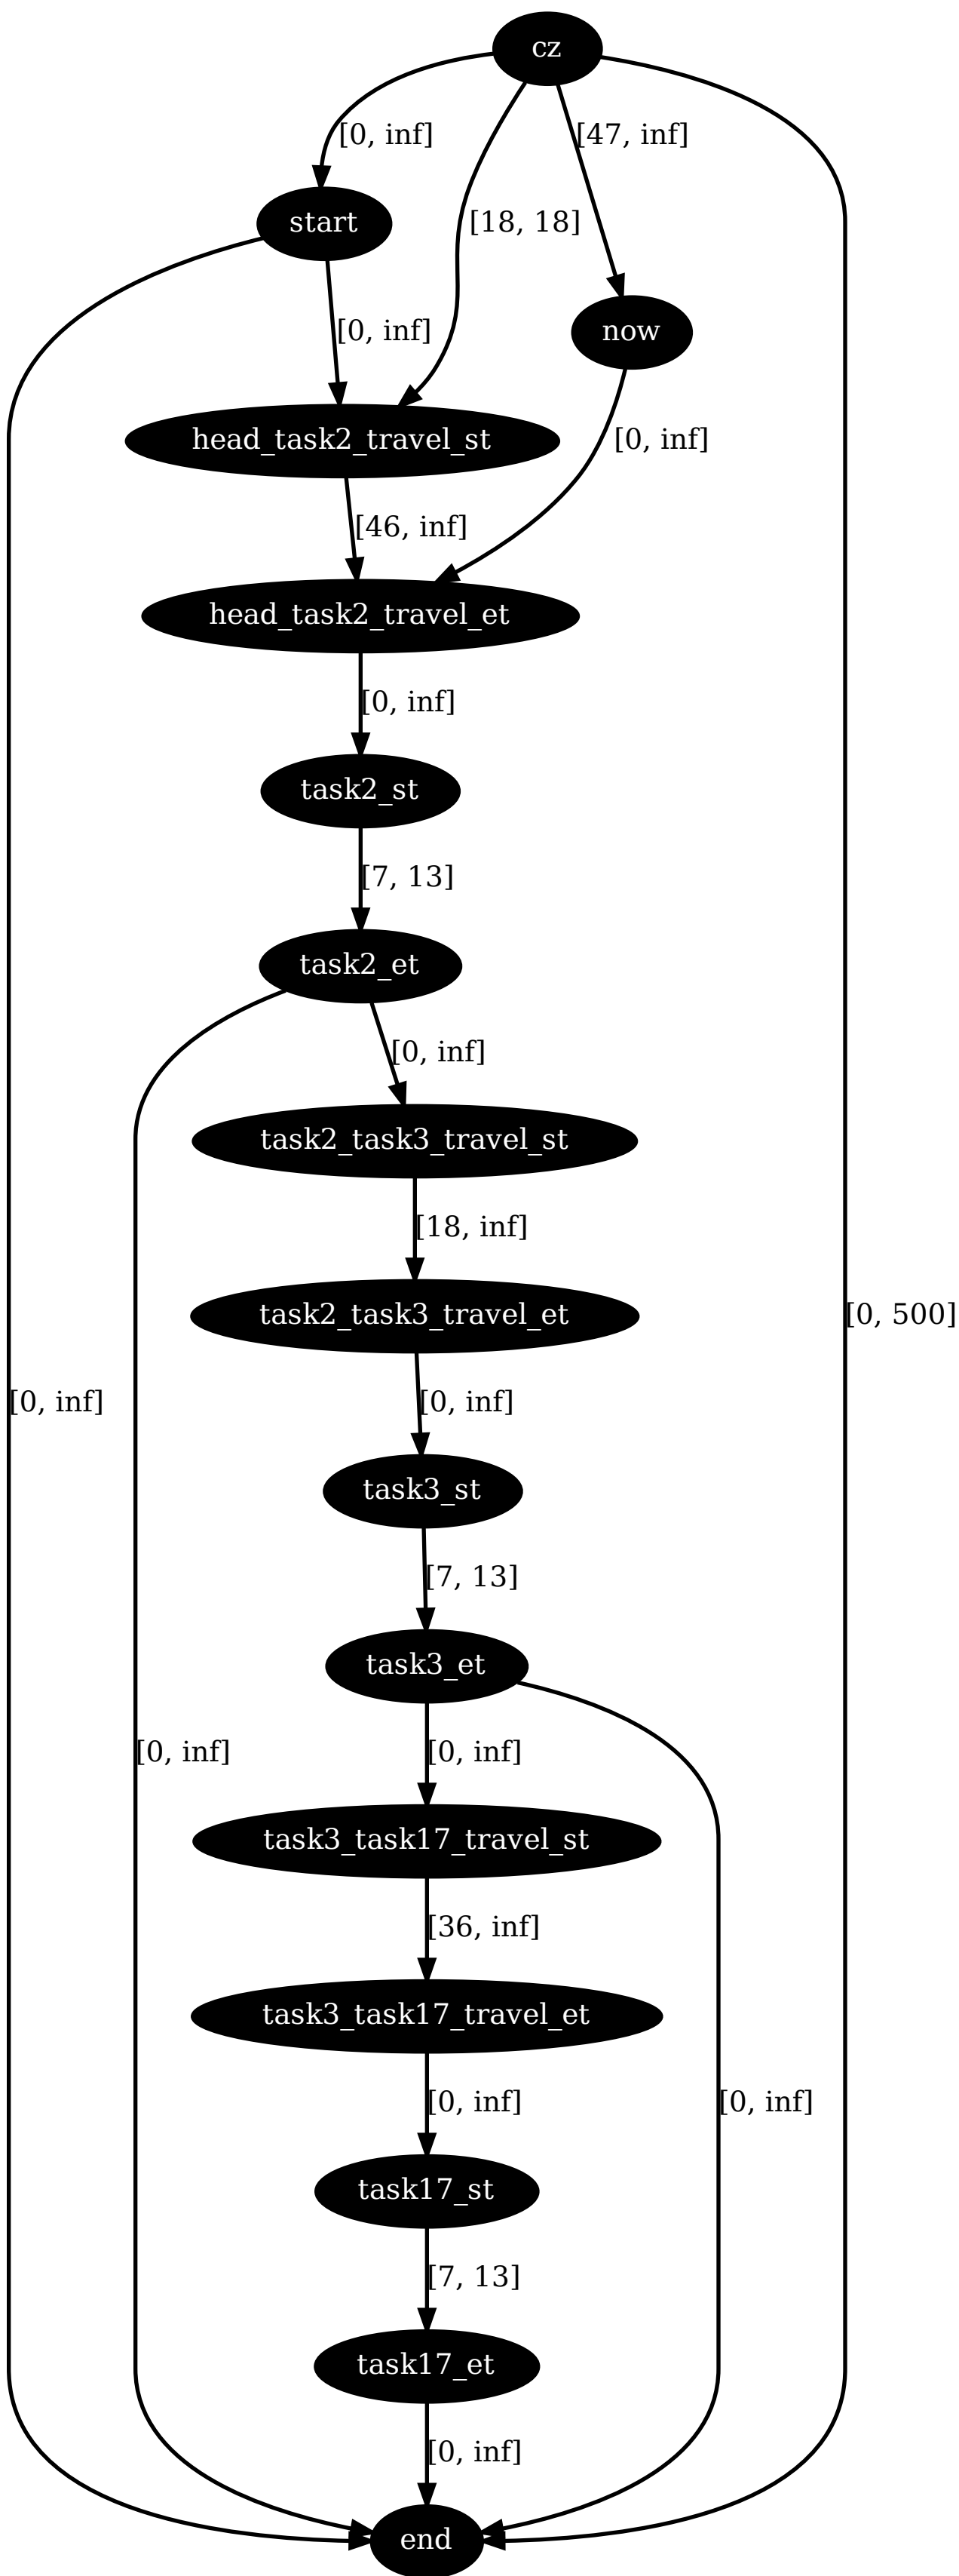 cz
[0, inf]
[47, inf]
start
[18, 18]
now
[0, inf]
head_task2_travel_st
[0, inf]
[46, inf]
head_task2_travel_et
[0, inf]
task2_st
[7, 13]
task2_et
[0, inf]
task2_task3_travel_st
[18, inf]
task2_task3_travel_et
[0, 500]
[0, inf]
[0, inf]
task3_st
[7, 13]
task3_et
[0, inf]
[0, inf]
task3_task17_travel_st
[36, inf]
task3_task17_travel_et
[0, inf]
[0, inf]
task17_st
[7, 13]
task17_et
[0, inf]
end